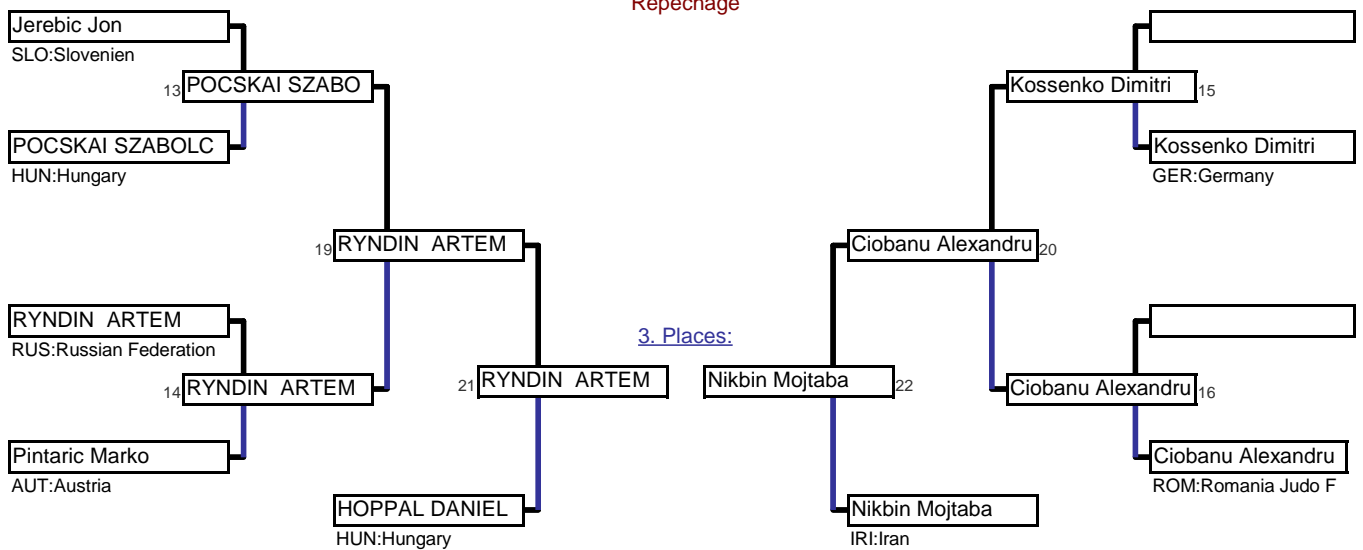 Repechage
Jerebic Jon
SLO:Slovenien
13 POCSKAI SZABO
POCSKAI SZABOLC
HUN:Hungary
19 RYNDIN ARTEM
RYNDIN ARTEM
RUS:Russian Federation
14 RYNDIN ARTEM
Pintaric Marko
AUT:Austria
3. Places:
21 RYNDIN ARTEM
HOPPAL DANIEL
HUN:Hungary
Nikbin Mojtaba 22
Nikbin Mojtaba
IRI:Iran
Ciobanu Alexandru 20
Kossenko Dimitri 15
Kossenko Dimitri
GER:Germany
Ciobanu Alexandru 16
Ciobanu Alexandru
ROM:Romania Judo F